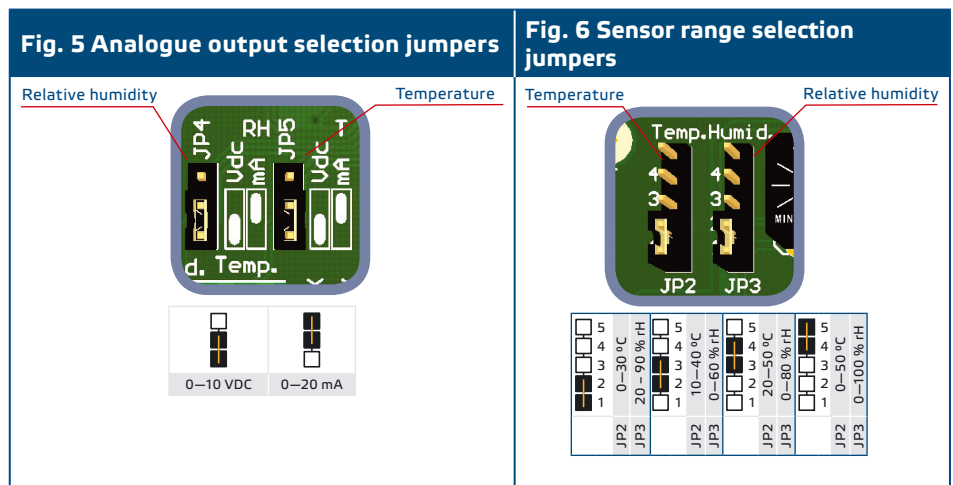 Fig. 5 Analogue output selection jumpers
Relative humidity
Temperature
JP4
RH
JP5
T
Vdc
mA
Vdc
mA
d. Temp.
0—10 VDC
0—20 mA
Fig. 6 Sensor range selection
jumpers
Temperature
Relative humidity
Temp.Humid.
4
3
MIN
JP2
JP3
5
4
3
2
1
0—30 ºC
20 – 90 % rH
JP2
JP3
5
4
3
2
1
10—40 ºC
0—60 % rH
JP2
JP3
5
4
3
2
1
20—50 ºC
0—80 % rH
JP2
JP3
5
4
3
2
1
0—50 ºC
0—100 % rH
JP2
JP3